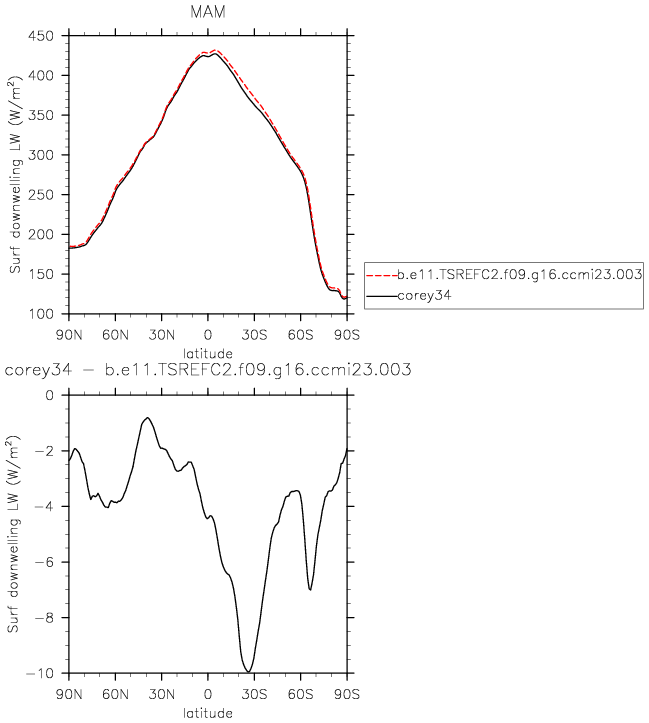 MAM
450
400
350
300
250
200
150
100
Surf downwelling LW (W/m²)
90N 60N 30N 0 30S 60S 90S
latitude
b.e11.TSREFC2.f09.g16.ccmi23.003
corey34
corey34 − b.e11.TSREFC2.f09.g16.ccmi23.003
0
−2
−4
−6
−8
−10
Surf downwelling LW (W/m²)
90N 60N 30N 0 30S 60S 90S
latitude